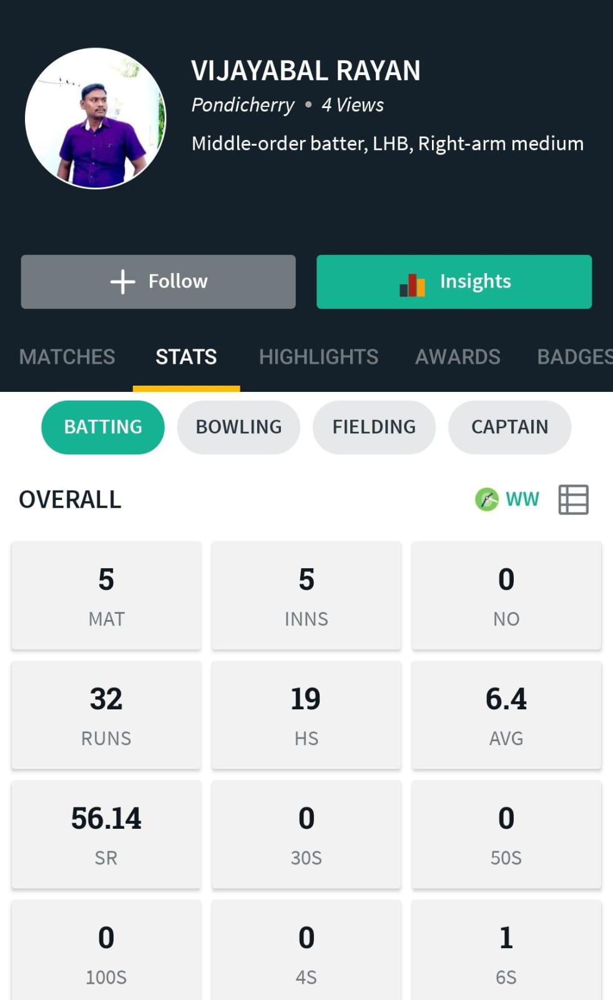 VIJAYABAL RAYAN
Pondicherry • 4 Views
Middle-order batter, LHB, Right-arm medium
+ Follow
Insights
MATCHES STATS HIGHLIGHTS AWARDS BADGES
BATTING BOWLING FIELDING CAPTAIN
OVERALL WW
5 5 0
MAT INNS NO
32 19 6.4
RUNS HS AVG
56.14 0 0
SR 30S 50S
0 0 1
100S 4S 6S